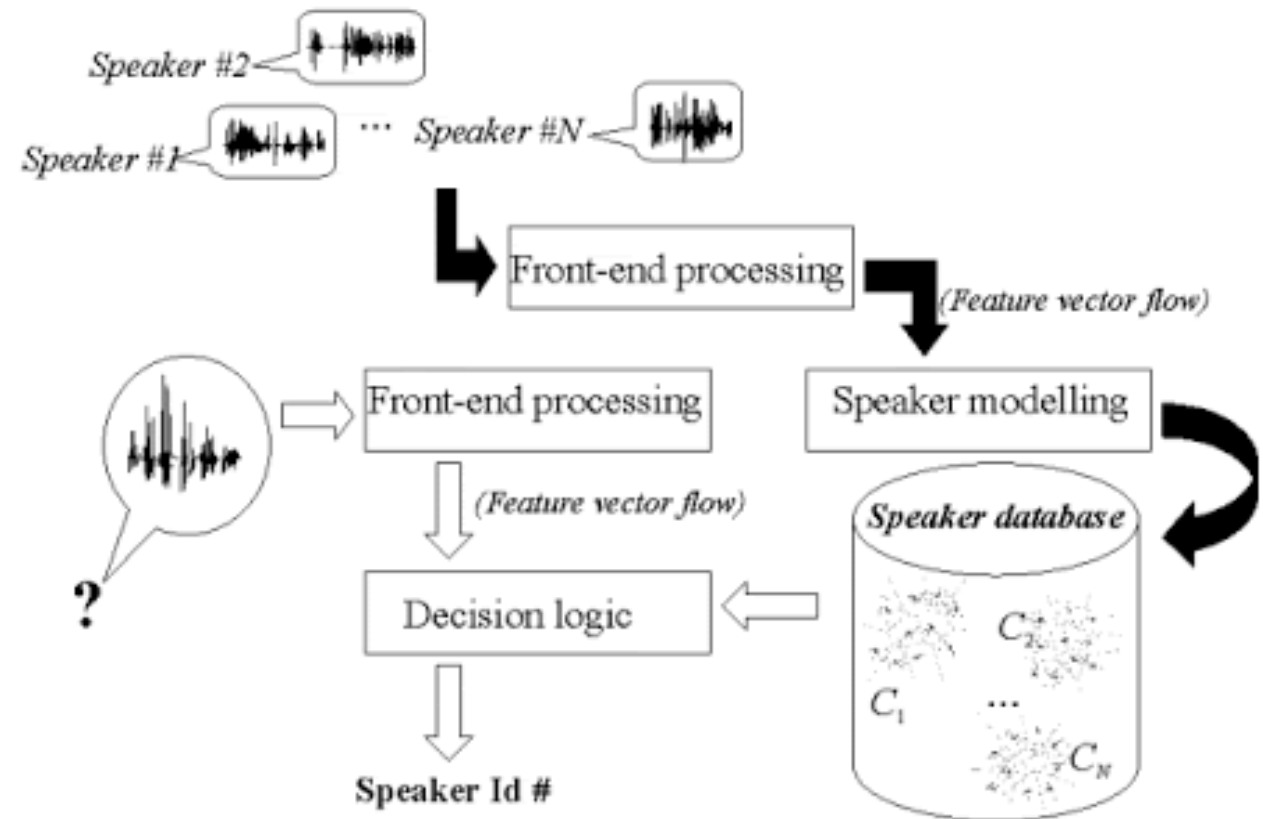 Speaker #2
Speaker #1
... Speaker #N
Front-end processing
(Feature vector flow)
Front-end processing
Speaker modelling
(Feature vector flow)
Speaker database
?
Decision logic
C2
C1
...
CN
Speaker Id #